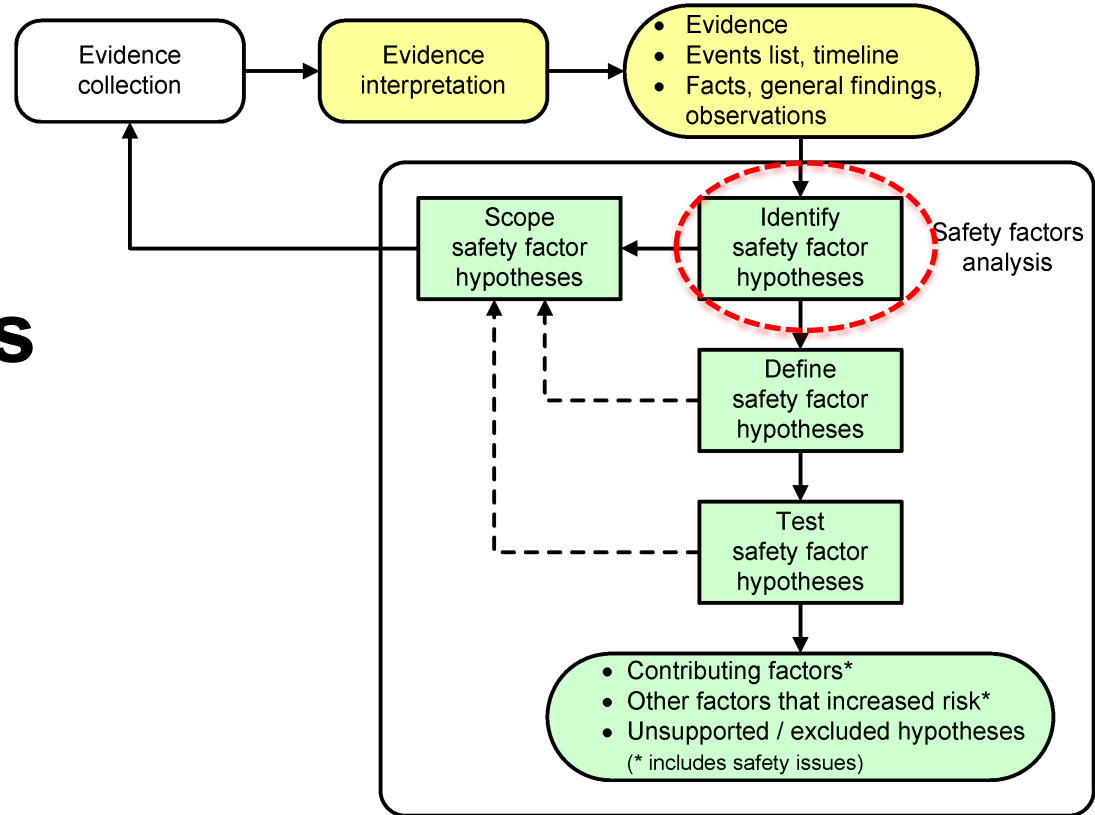 Evidence
collection
Evidence
interpretation
• Evidence
• Events list, timeline
• Facts, general findings,
observations
Scope
safety factor
hypotheses
Identify
safety factor
hypotheses
Safety factors
analysis
s
Define
safety factor
hypotheses
Test
safety factor
hypotheses
• Contributing factors*
• Other factors that increased risk*
• Unsupported / excluded hypotheses
(* includes safety issues)